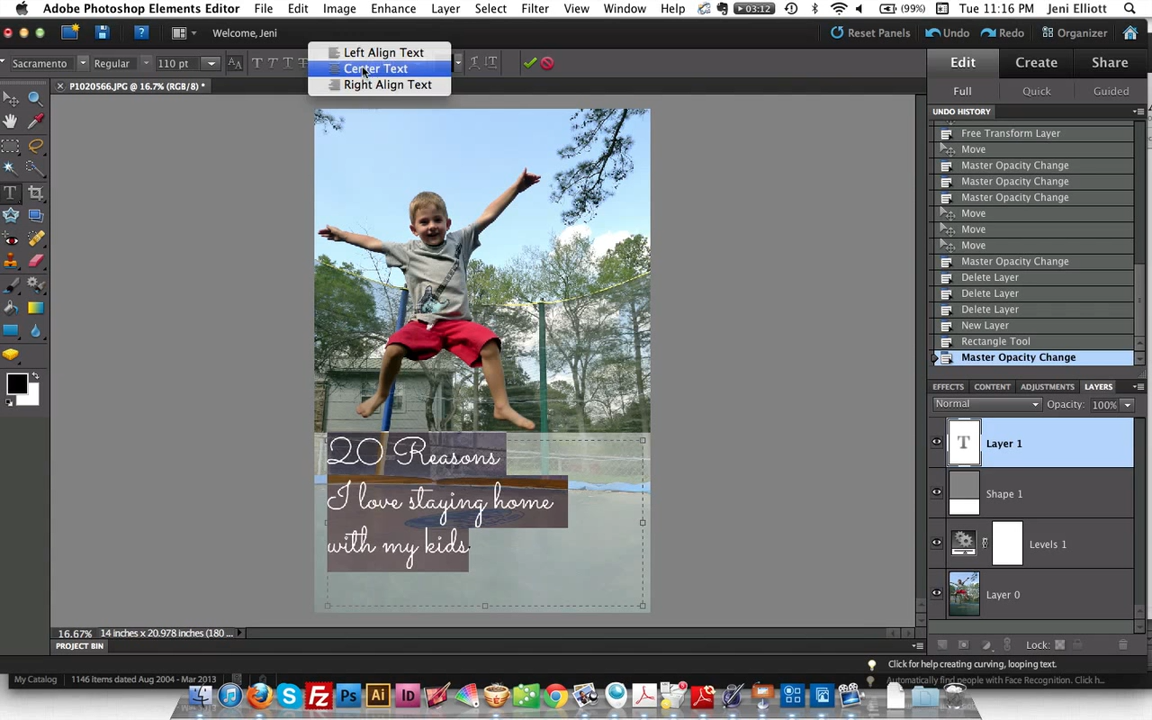 Adobe Photoshop Elements Editor File Edit Image Enhance Layer Select Filter View Window Help 03:12 (99%) Tue 11:16 PM Jeni Elliott
Welcome, Jeni Reset Panels Undo Redo Organizer
Sacramento Regular 110 pt
Left Align Text
Center Text
Right Align Text
Edit Create Share
P1020566.JPG @ 16.7% (RGB/8) *
Full Quick Guided
UNDO HISTORY
Free Transform Layer
Move
Master Opacity Change
Master Opacity Change
Master Opacity Change
Move
Move
Move
Master Opacity Change
Delete Layer
Delete Layer
Delete Layer
New Layer
Rectangle Tool
Master Opacity Change
EFFECTS CONTENT ADJUSTMENTS LAYERS
Normal Opacity: 100%
T Layer 1
Shape 1
Levels 1
Layer 0
20 Reasons
I love staying home
with my kids
Lock:
16.67% 14 inches x 20.978 inches (180 ...
PROJECT BIN
Click for help creating curving, looping text.
My Catalog 1146 items dated Aug 2004 - Mar 2013 Automatically find people with Face Recognition. Click h...
Ps Ai Id